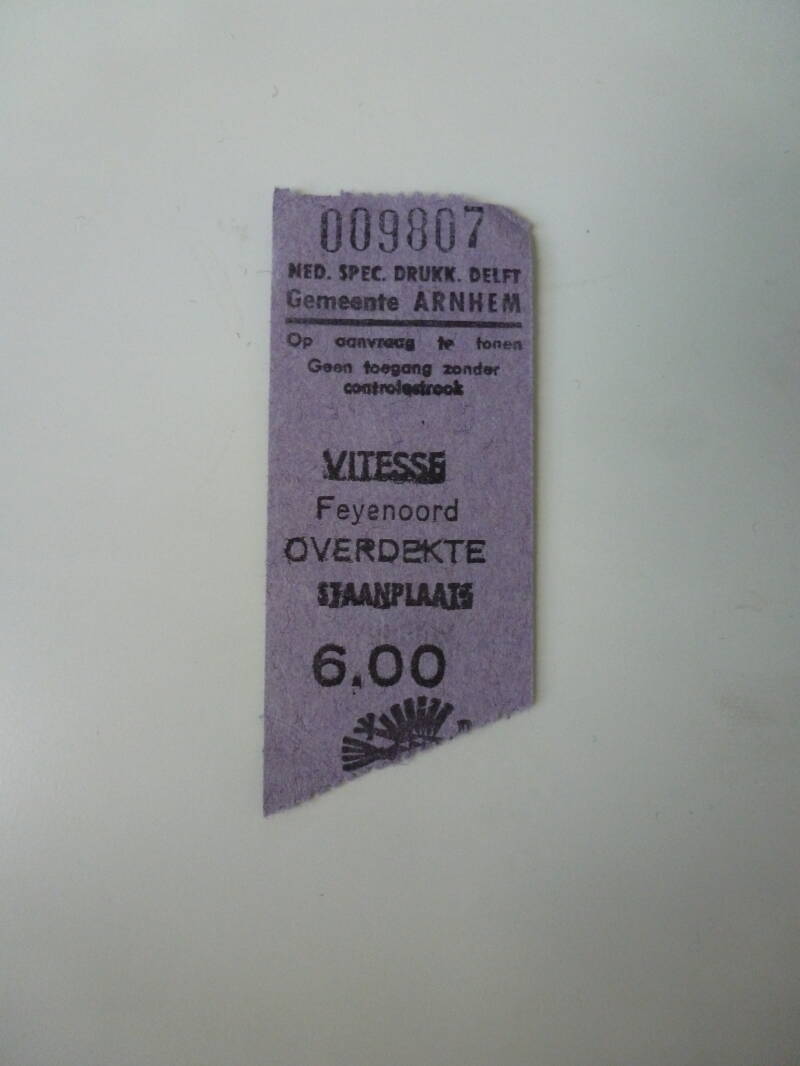 009807
NED. SPEC. DRUKK. DELFT
Gemeente ARNHEM
Op aanvraag te tonen
Geen toegang zonder
controlestrook
VITESSE
Feyenoord
OVERDEKTE
STAANPLAATS
6.00